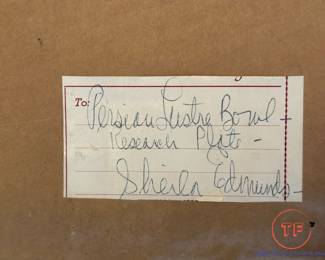 To:
Persian Lustre Bowl +
Research Plate -
Sheila Edmunds -
TF